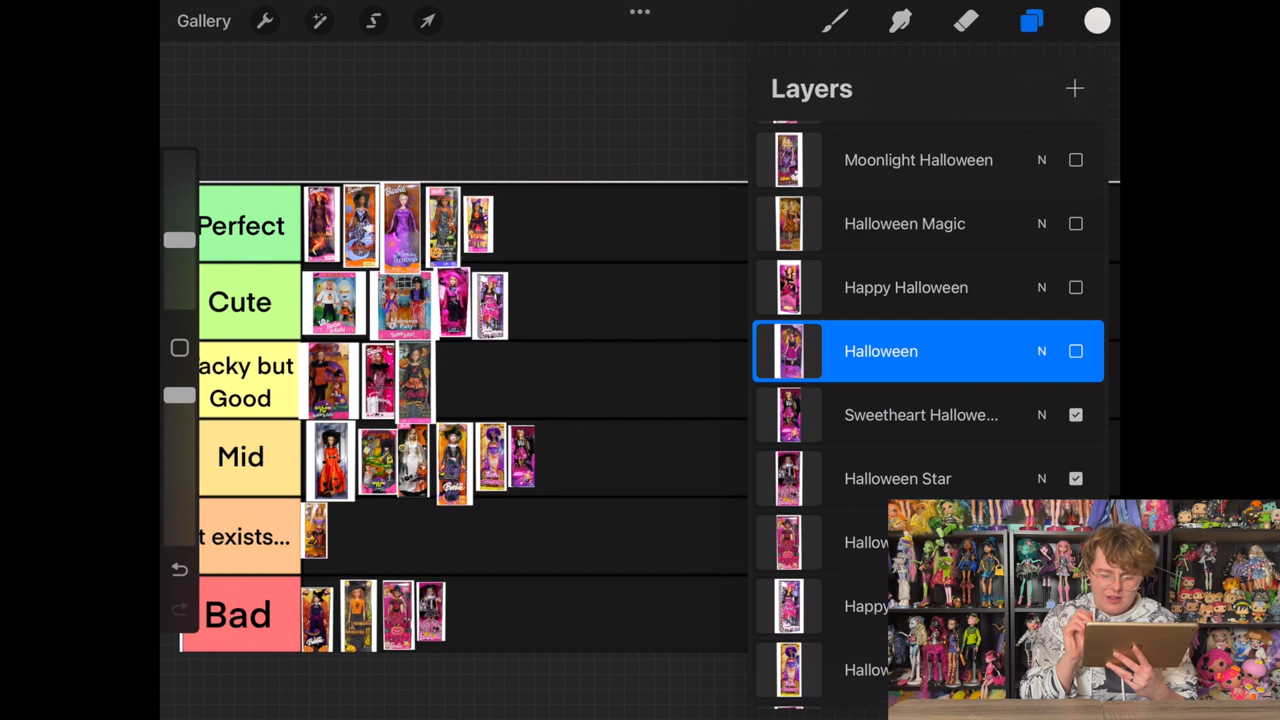 Gallery
Layers
Moonlight Halloween N
Halloween Magic N
Happy Halloween N
Halloween N
Sweetheart Hallowe... N
Halloween Star N
Hallow
Happy
Hallow
Perfect
Cute
acky but
Good
Mid
t exists...
Bad